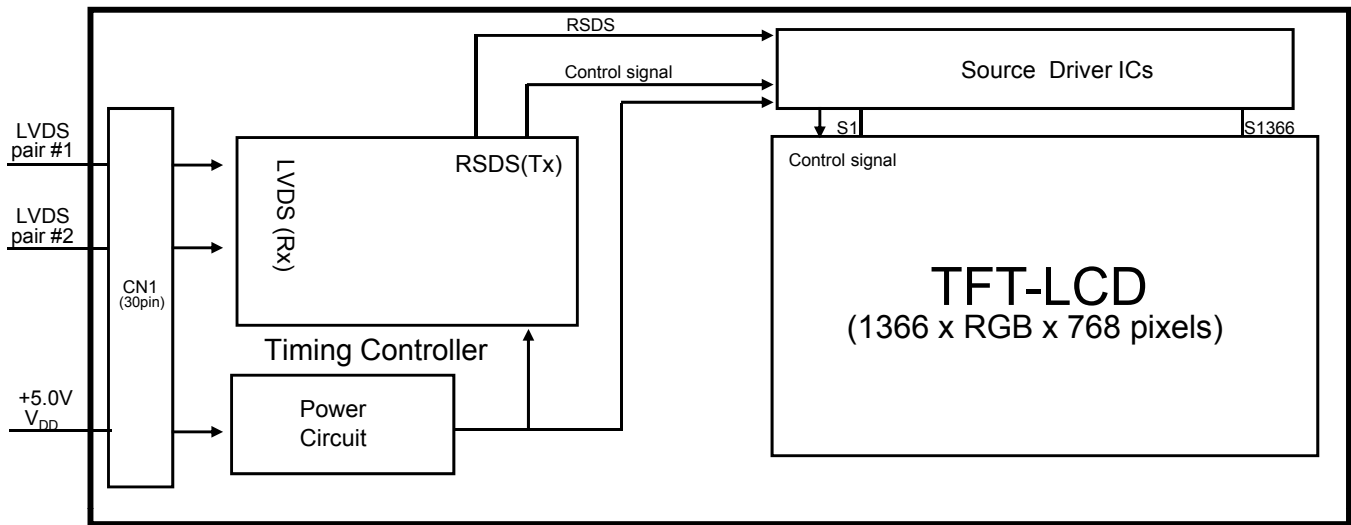 RSDS
Control signal
Source  Driver ICs
S1
S1366
LVDS
pair #1
LVDS
pair #2
CN1
(30pin)
LVDS (Rx)
RSDS(Tx)
Control signal
TFT-LCD
(1366 x RGB x 768 pixels)
Timing Controller
+5.0V
VDD
Power
Circuit